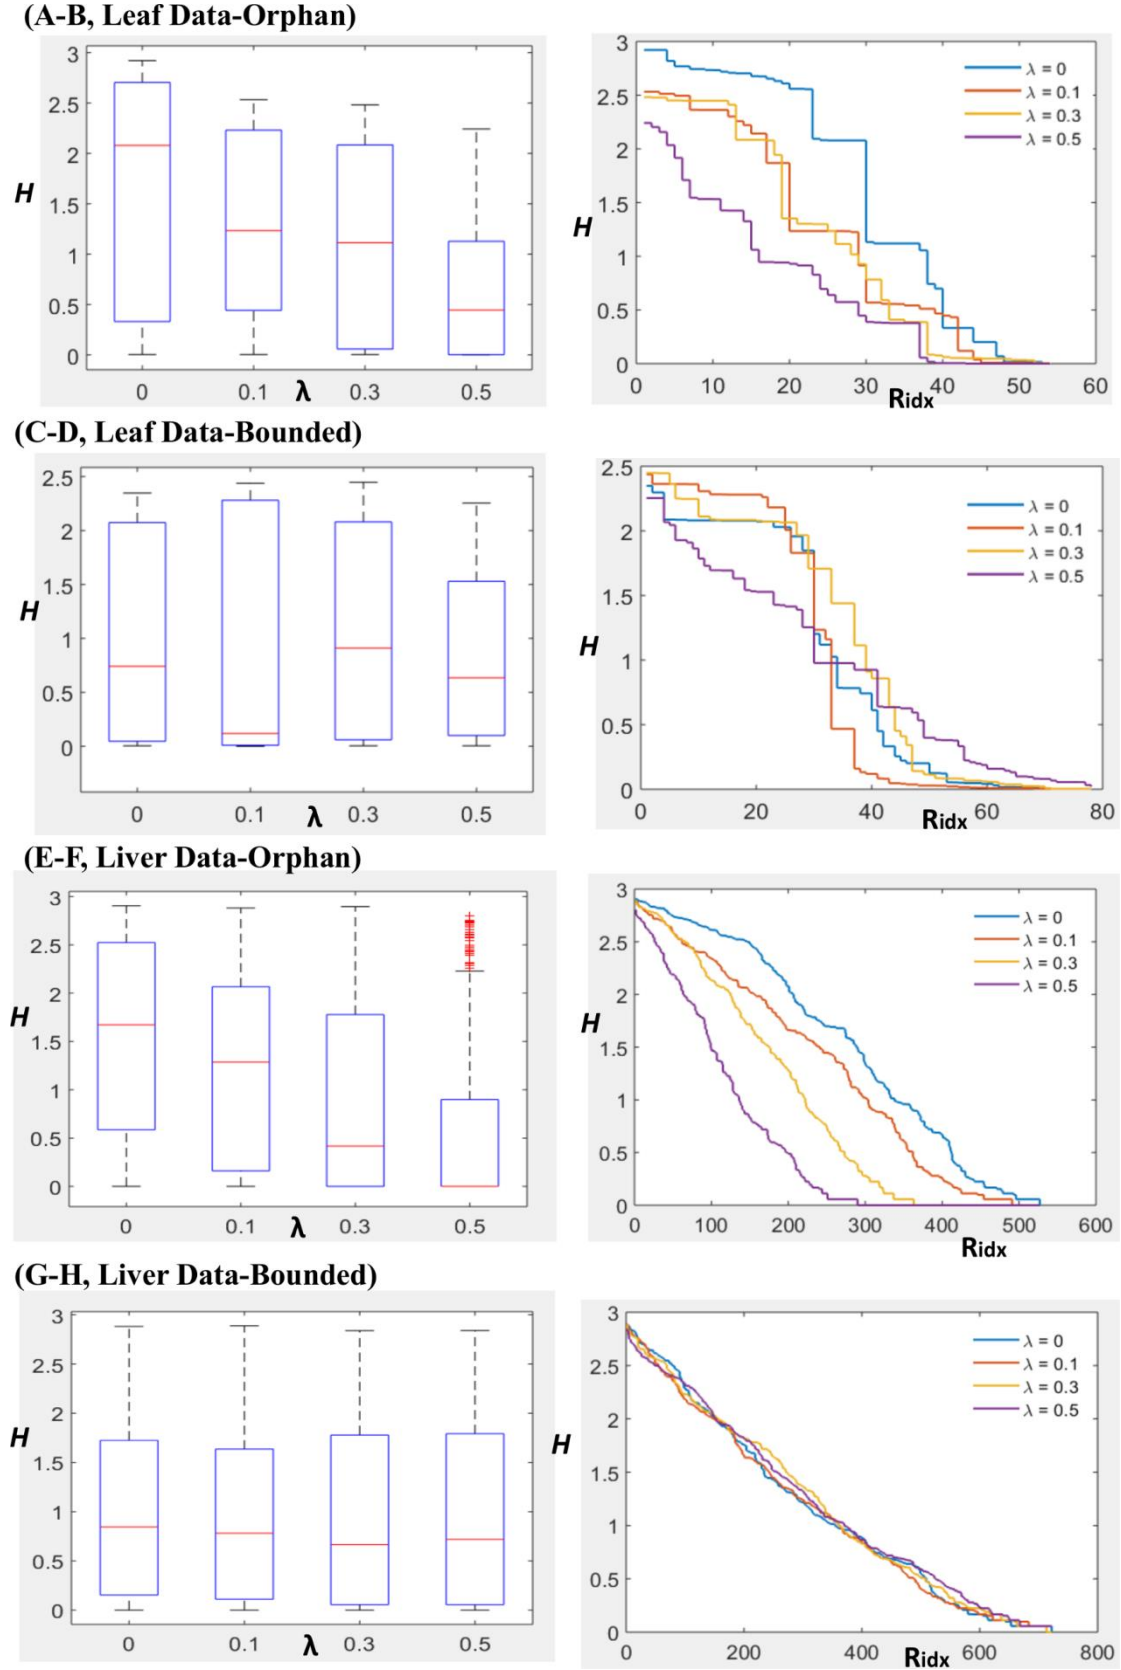 (A-B, Leaf Data-Orphan)
3
2.5
2
1.5
1
0.5
0
H
0 0.1 λ 0.3 0.5
3
2.5
2
1.5
1
0.5
0
H
λ = 0
λ = 0.1
λ = 0.3
λ = 0.5
0 10 20 30 40 50 60
Ridx
(C-D, Leaf Data-Bounded)
2.5
2
1.5
1
0.5
0
H
0 0.1 λ 0.3 0.5
2.5
2
1.5
1
0.5
0
H
λ = 0
λ = 0.1
λ = 0.3
λ = 0.5
0 20 40 60 80
Ridx
(E-F, Liver Data-Orphan)
3
2.5
2
1.5
1
0.5
0
H
0 0.1 λ 0.3 0.5
3
2.5
2
1.5
1
0.5
0
H
λ = 0
λ = 0.1
λ = 0.3
λ = 0.5
0 100 200 300 400 500 600
Ridx
(G-H, Liver Data-Bounded)
3
2.5
2
1.5
1
0.5
0
H
0 0.1 λ 0.3 0.5
3
2.5
2
1.5
1
0.5
0
H
λ = 0
λ = 0.1
λ = 0.3
λ = 0.5
0 200 400 600 800
Ridx